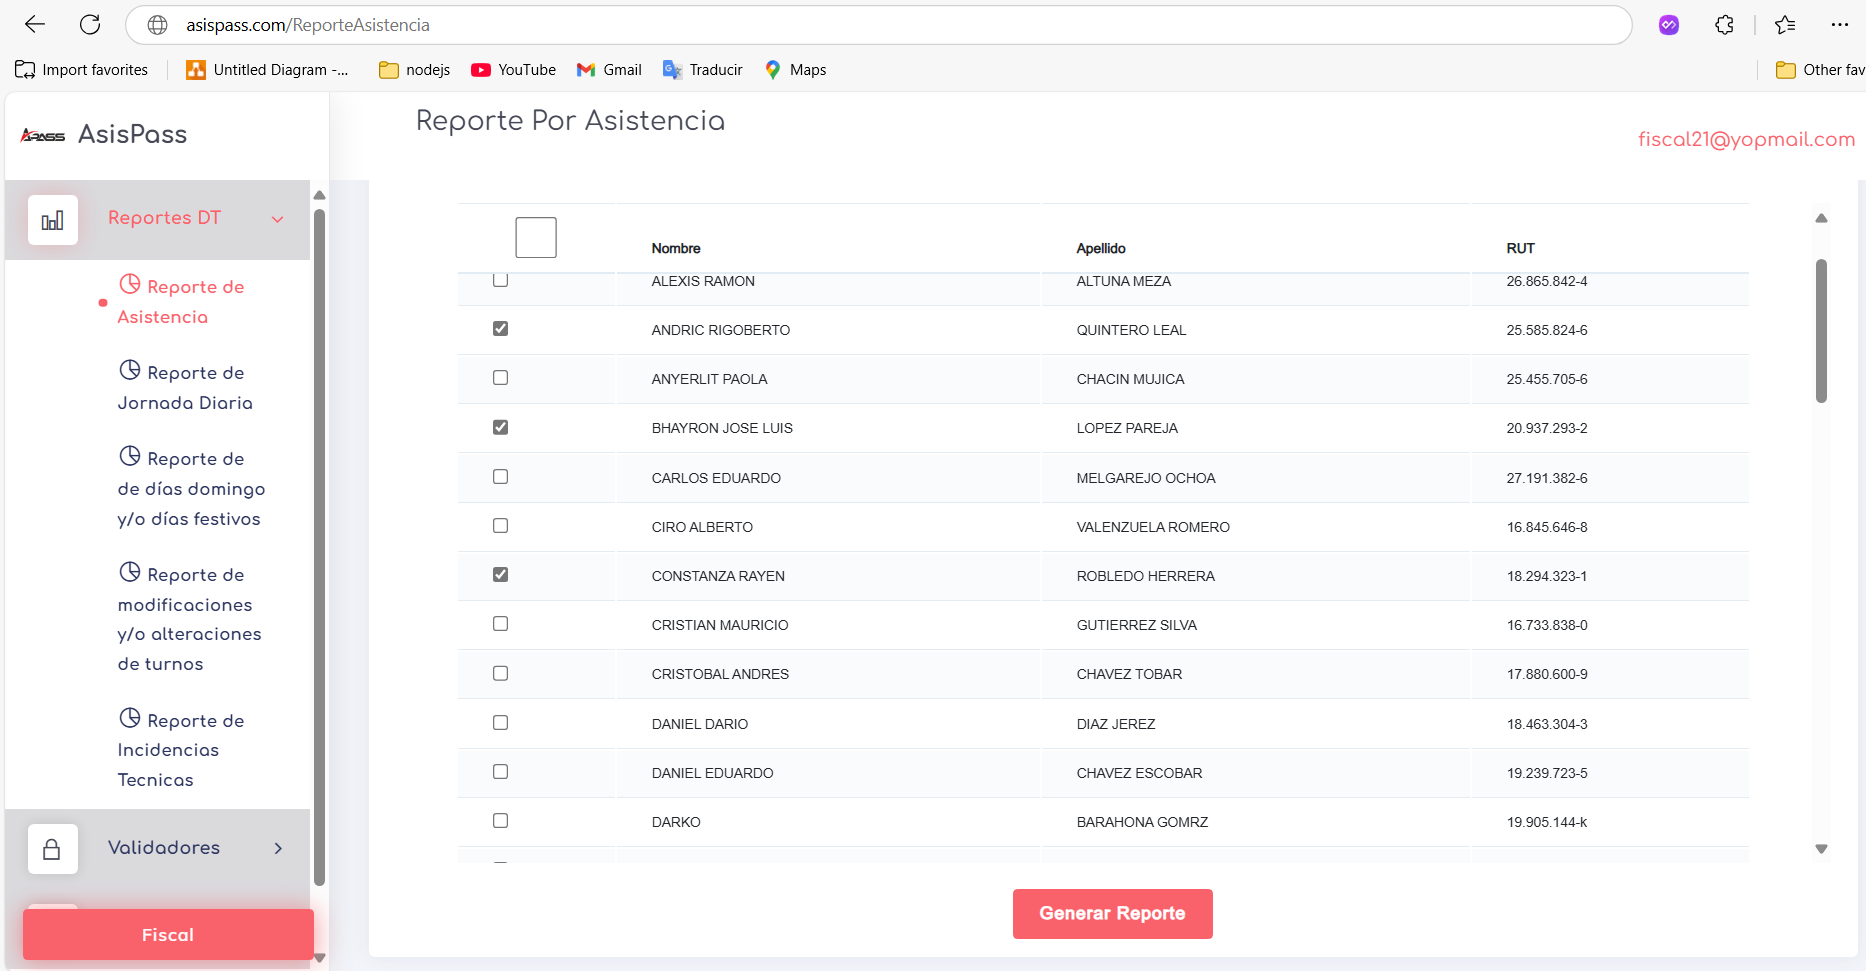 asispass.com/ReporteAsistencia
Import favorites
Untitled Diagram -...
nodejs
YouTube
Gmail
Traducir
Maps
Other fav
APASS AsisPass
Reporte Por Asistencia
fiscal21@yopmail.com
Reportes DT
Reporte de
Asistencia
Reporte de
Jornada Diaria
Reporte de
de días domingo
y/o días festivos
Reporte de
modificaciones
y/o alteraciones
de turnos
Reporte de
Incidencias
Tecnicas
Validadores
Fiscal
Nombre Apellido RUT
ALEXIS RAMON ALTUNA MEZA 26.865.842-4
ANDRIC RIGOBERTO QUINTERO LEAL 25.585.824-6
ANYERLIT PAOLA CHACIN MUJICA 25.455.705-6
BHAYRON JOSE LUIS LOPEZ PAREJA 20.937.293-2
CARLOS EDUARDO MELGAREJO OCHOA 27.191.382-6
CIRO ALBERTO VALENZUELA ROMERO 16.845.646-8
CONSTANZA RAYEN ROBLEDO HERRERA 18.294.323-1
CRISTIAN MAURICIO GUTIERREZ SILVA 16.733.838-0
CRISTOBAL ANDRES CHAVEZ TOBAR 17.880.600-9
DANIEL DARIO DIAZ JEREZ 18.463.304-3
DANIEL EDUARDO CHAVEZ ESCOBAR 19.239.723-5
DARKO BARAHONA GOMRZ 19.905.144-k
Generar Reporte